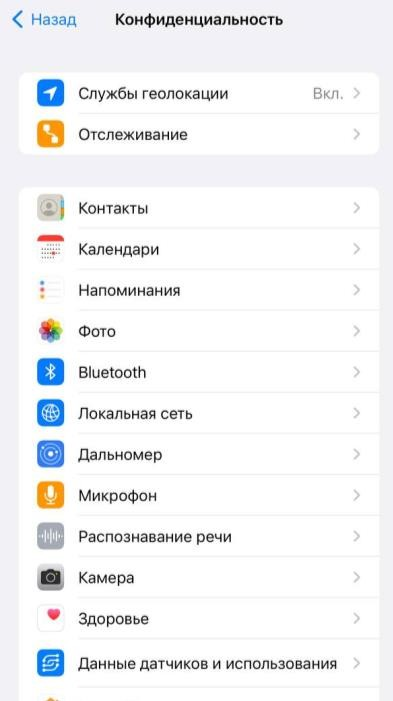 Назад
Конфиденциальность
Службы геолокации Вкл.
Отслеживание
Контакты
Календари
Напоминания
Фото
Bluetooth
Локальная сеть
Дальномер
Микрофон
Распознавание речи
Камера
Здоровье
Данные датчиков и использования